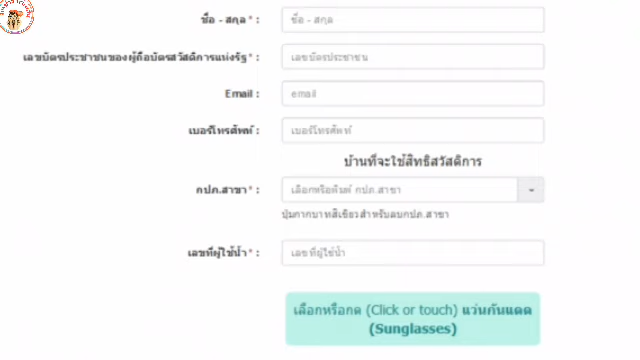 ชื่อ - สกุล * :
ชื่อ - สกุล
เลขบัตรประชาชนของผู้ถือบัตรสวัสดิการแห่งรัฐ * :
เลขบัตรประชาชน
Email :
email
เบอร์โทรศัพท์ :
เบอร์โทรศัพท์
บ้านที่จะใช้สิทธิสวัสดิการ
กปภ.สาขา * :
เลือกหรือพิมพ์ กปภ.สาขา
ปุ่มกากบาทสีเขียวสำหรับลบกปภ.สาขา
เลขที่ผู้ใช้น้ำ * :
เลขที่ผู้ใช้น้ำ
เลือกหรือกด (Click or touch) แว่นกันแดด
(Sunglasses)